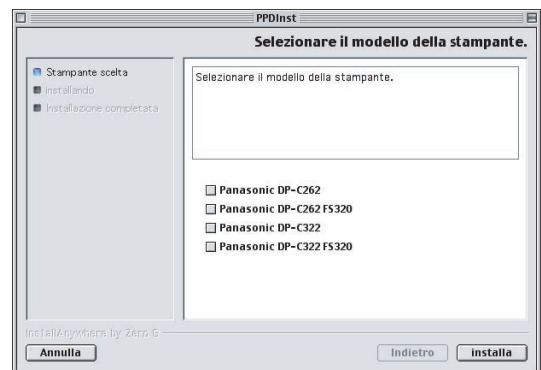 PPDInst
Selezionare il modello della stampante.
Stampante scelta
installando
Installazione completata
Selezionare il modello della stampante.
Panasonic DP-C262
Panasonic DP-C262 FS320
Panasonic DP-C322
Panasonic DP-C322 FS320
InstallAnywhere by Zero G
Annulla
Indietro
installa